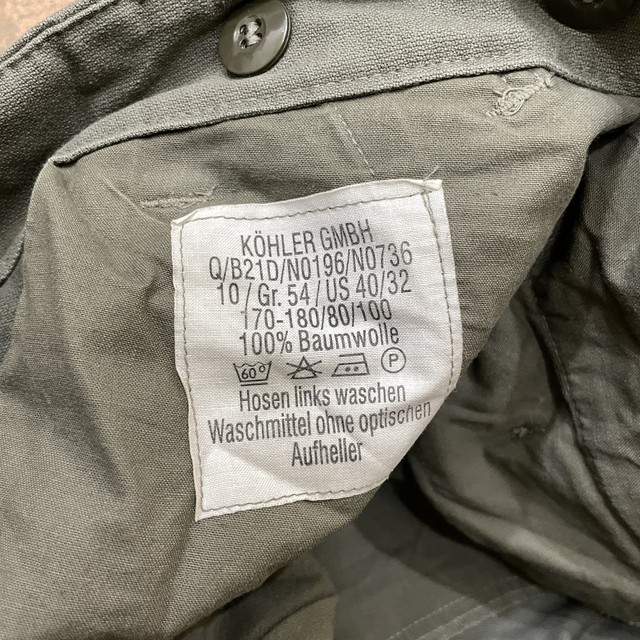 KÖHLER GMBH
Q/B21D/N0196/N0736
10/Gr. 54/US 40/32
170-180/80/100
100% Baumwolle
60° P
Hosen links waschen
Waschmittel ohne optischen
Aufheller